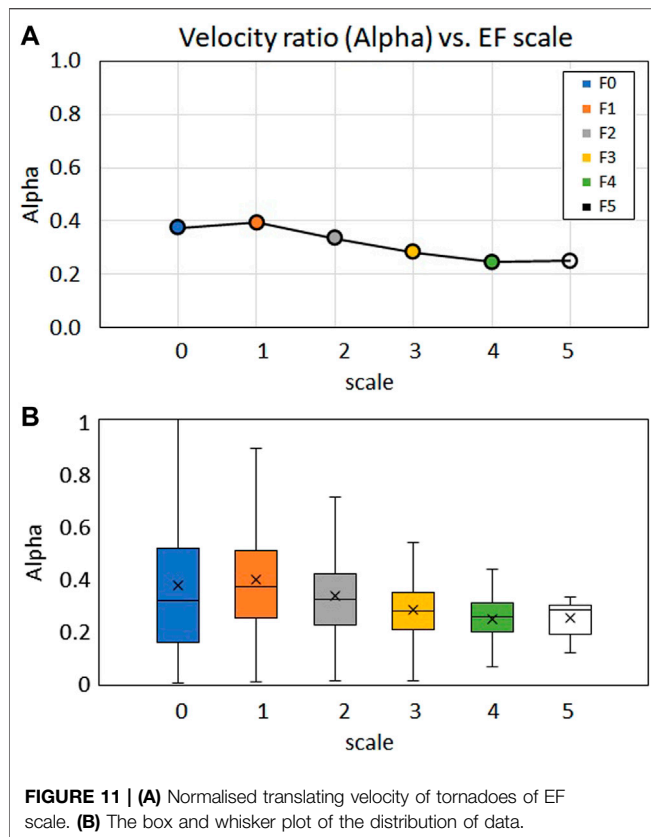 A
Velocity ratio (Alpha) vs. EF scale
1.0
0.8
0.6
0.4
0.2
0.0
Alpha
F0
F1
F2
F3
F4
F5
0 1 2 3 4 5
scale
B
1
0.8
0.6
0.4
0.2
0
Alpha
0 1 2 3 4 5
scale
FIGURE 11 | (A) Normalised translating velocity of tornadoes of EF
scale. (B) The box and whisker plot of the distribution of data.